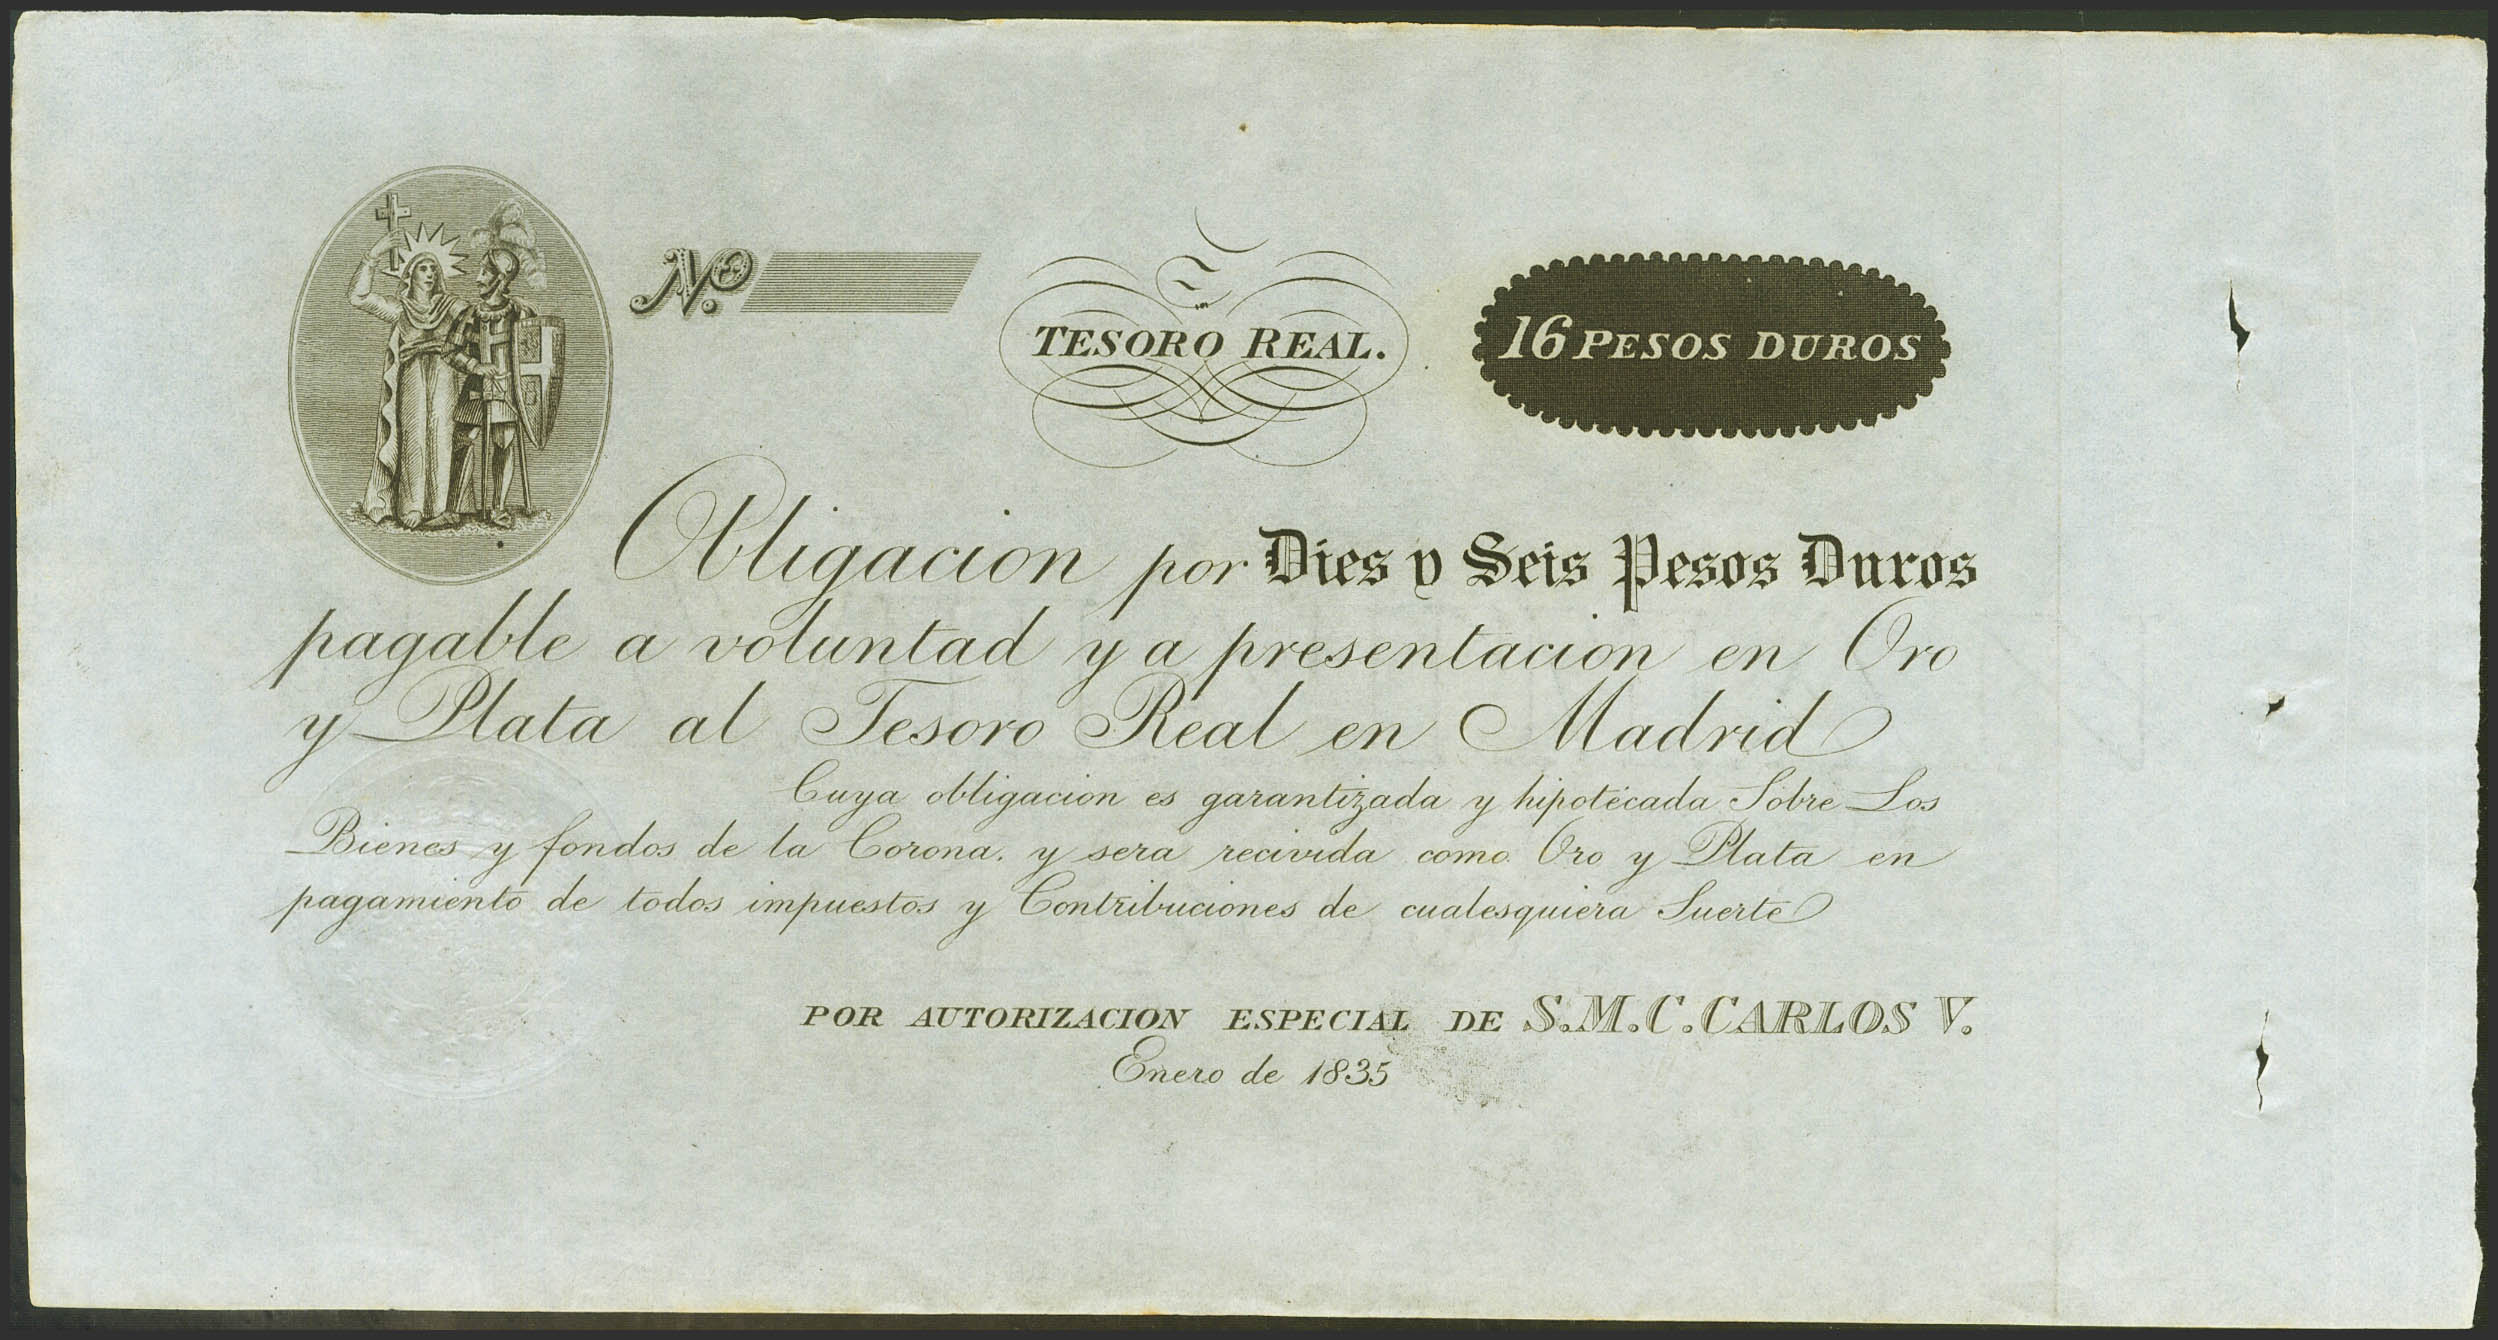 Nº
TESORO REAL.
16 PESOS DUROS
Obligacion por Dies y Seis Pesos Duros
pagable a voluntad y a presentacion en Oro
y Plata al Tesoro Real en Madrid
Cuya obligacion es garantizada y hipotécada Sobre Los
Bienes y fondos de la Corona. y sera recivida como Oro y Plata en
pagamiento de todos impuestos y Contribuciones de cualesquiera Suerte
POR AUTORIZACION ESPECIAL DE S.M.C. CARLOS V.
Enero de 1835